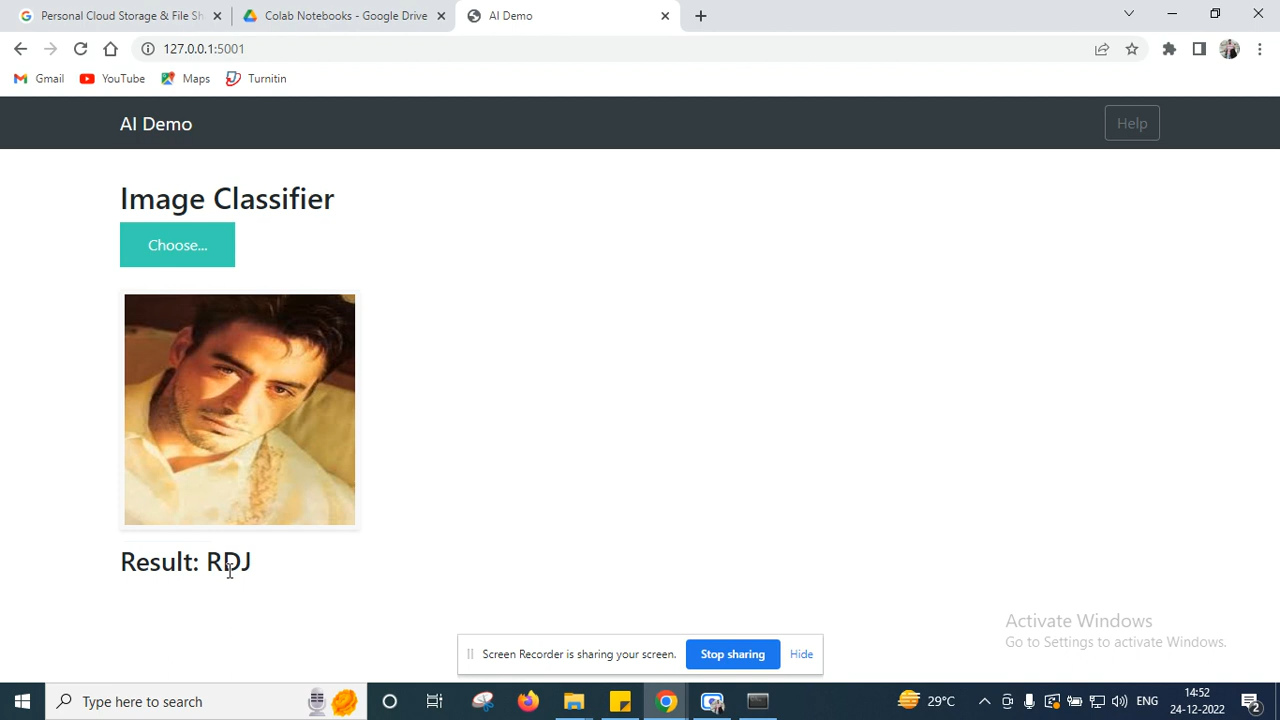 Personal Cloud Storage & File Sh
Colab Notebooks - Google Drive
AI Demo
127.0.0.1:5001
Gmail
YouTube
Maps
Turnitin
AI Demo
Help
Image Classifier
Choose...
Result: RDJ
Activate Windows
Go to Settings to activate Windows.
Screen Recorder is sharing your screen.
Stop sharing
Hide
Type here to search
29°C
ENG
14:52
24-12-2022
2